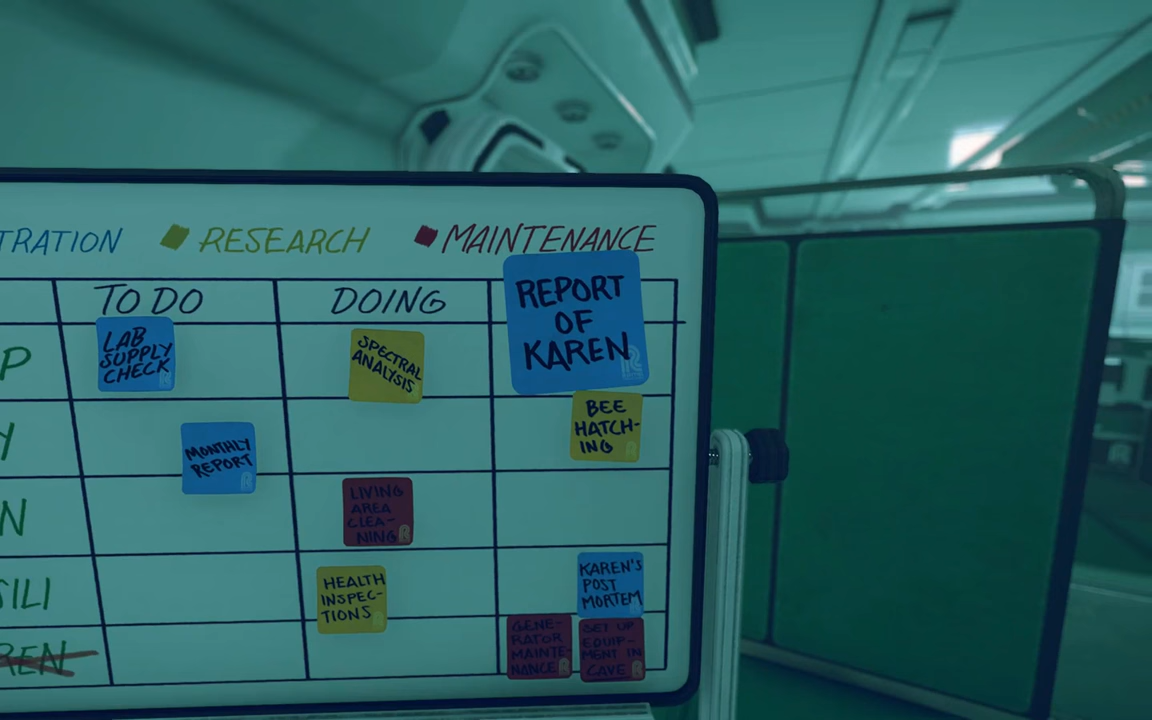 TRATION RESEARCH MAINTENANCE
TO DO DOING
REPORT
OF
KAREN
P
LAB
SUPPLY
CHECK
SPECTRAL
ANALYSIS
Y
MONTHLY
REPORT
BEE
HATCH-
ING
N
LIVING
AREA
CLEA-
NING
SILI
HEALTH
INSPEC-
TIONS
KAREN'S
POST
MORTEM
REN
GENE-
RATOR
MAINTE-
NANCE
SET UP
EQUIP-
MENT IN
CAVE